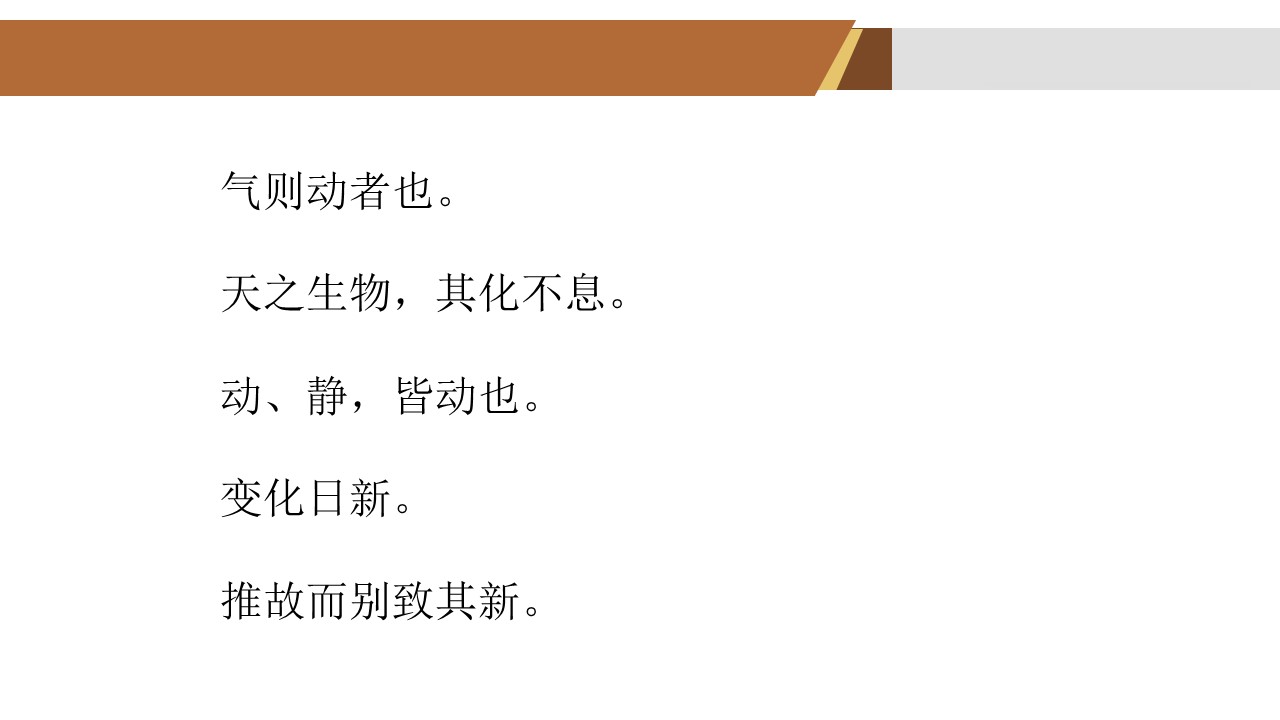 气则动者也。
天之生物，其化不息。
动、静，皆动也。
变化日新。
推故而别致其新。